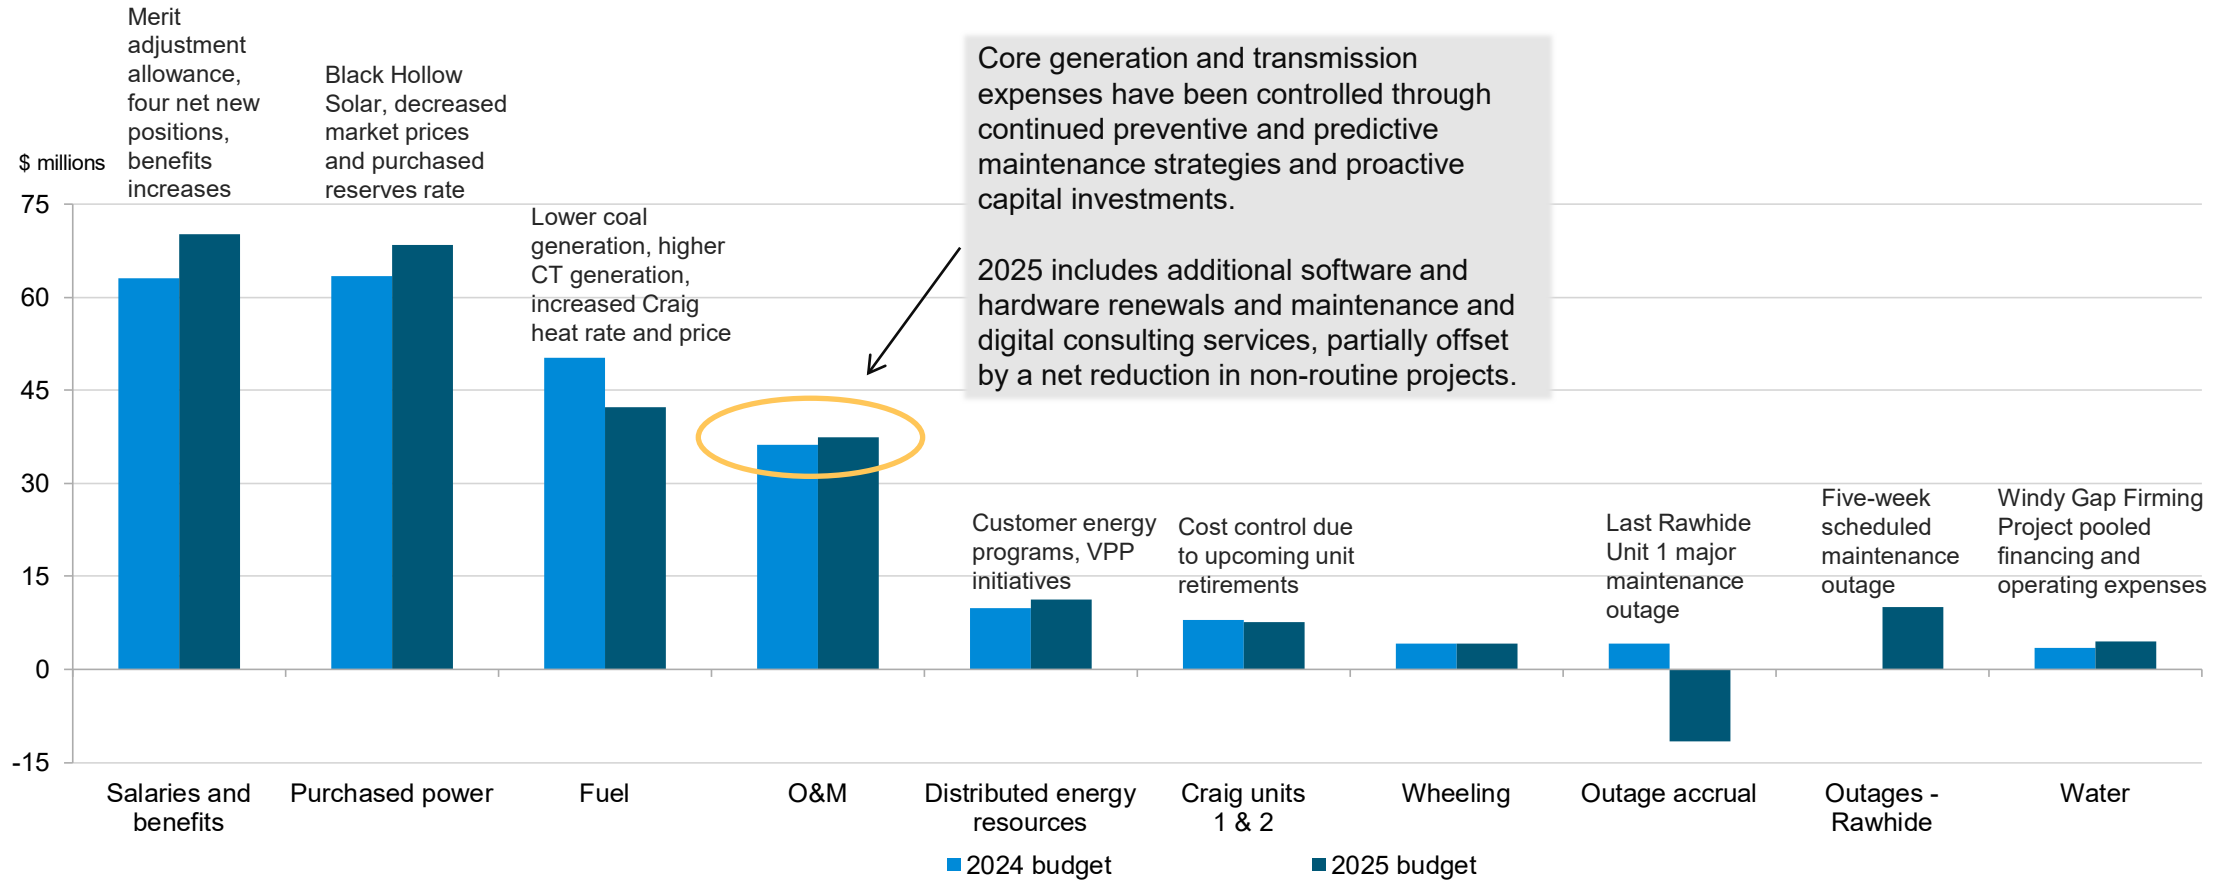 Merit
adjustment
allowance,
four net new
positions,
benefits
increases
Black Hollow
Solar, decreased
market prices
and purchased
reserves rate
Lower coal
generation, higher
CT generation,
increased Craig
heat rate and price
Core generation and transmission
expenses have been controlled through
continued preventive and predictive
maintenance strategies and proactive
capital investments.
2025 includes additional software and
hardware renewals and maintenance and
digital consulting services, partially offset
by a net reduction in non-routine projects.
Customer energy
programs, VPP
initiatives
Cost control due
to upcoming unit
retirements
Last Rawhide
Unit 1 major
maintenance
outage
Five-week
scheduled
maintenance
outage
Windy Gap Firming
Project pooled
financing and
operating expenses
$ millions
75
60
45
30
15
0
-15
Salaries and
benefits
Purchased power
Fuel
O&M
Distributed energy
resources
Craig units
1 & 2
Wheeling
Outage accrual
Outages -
Rawhide
Water
2024 budget
2025 budget